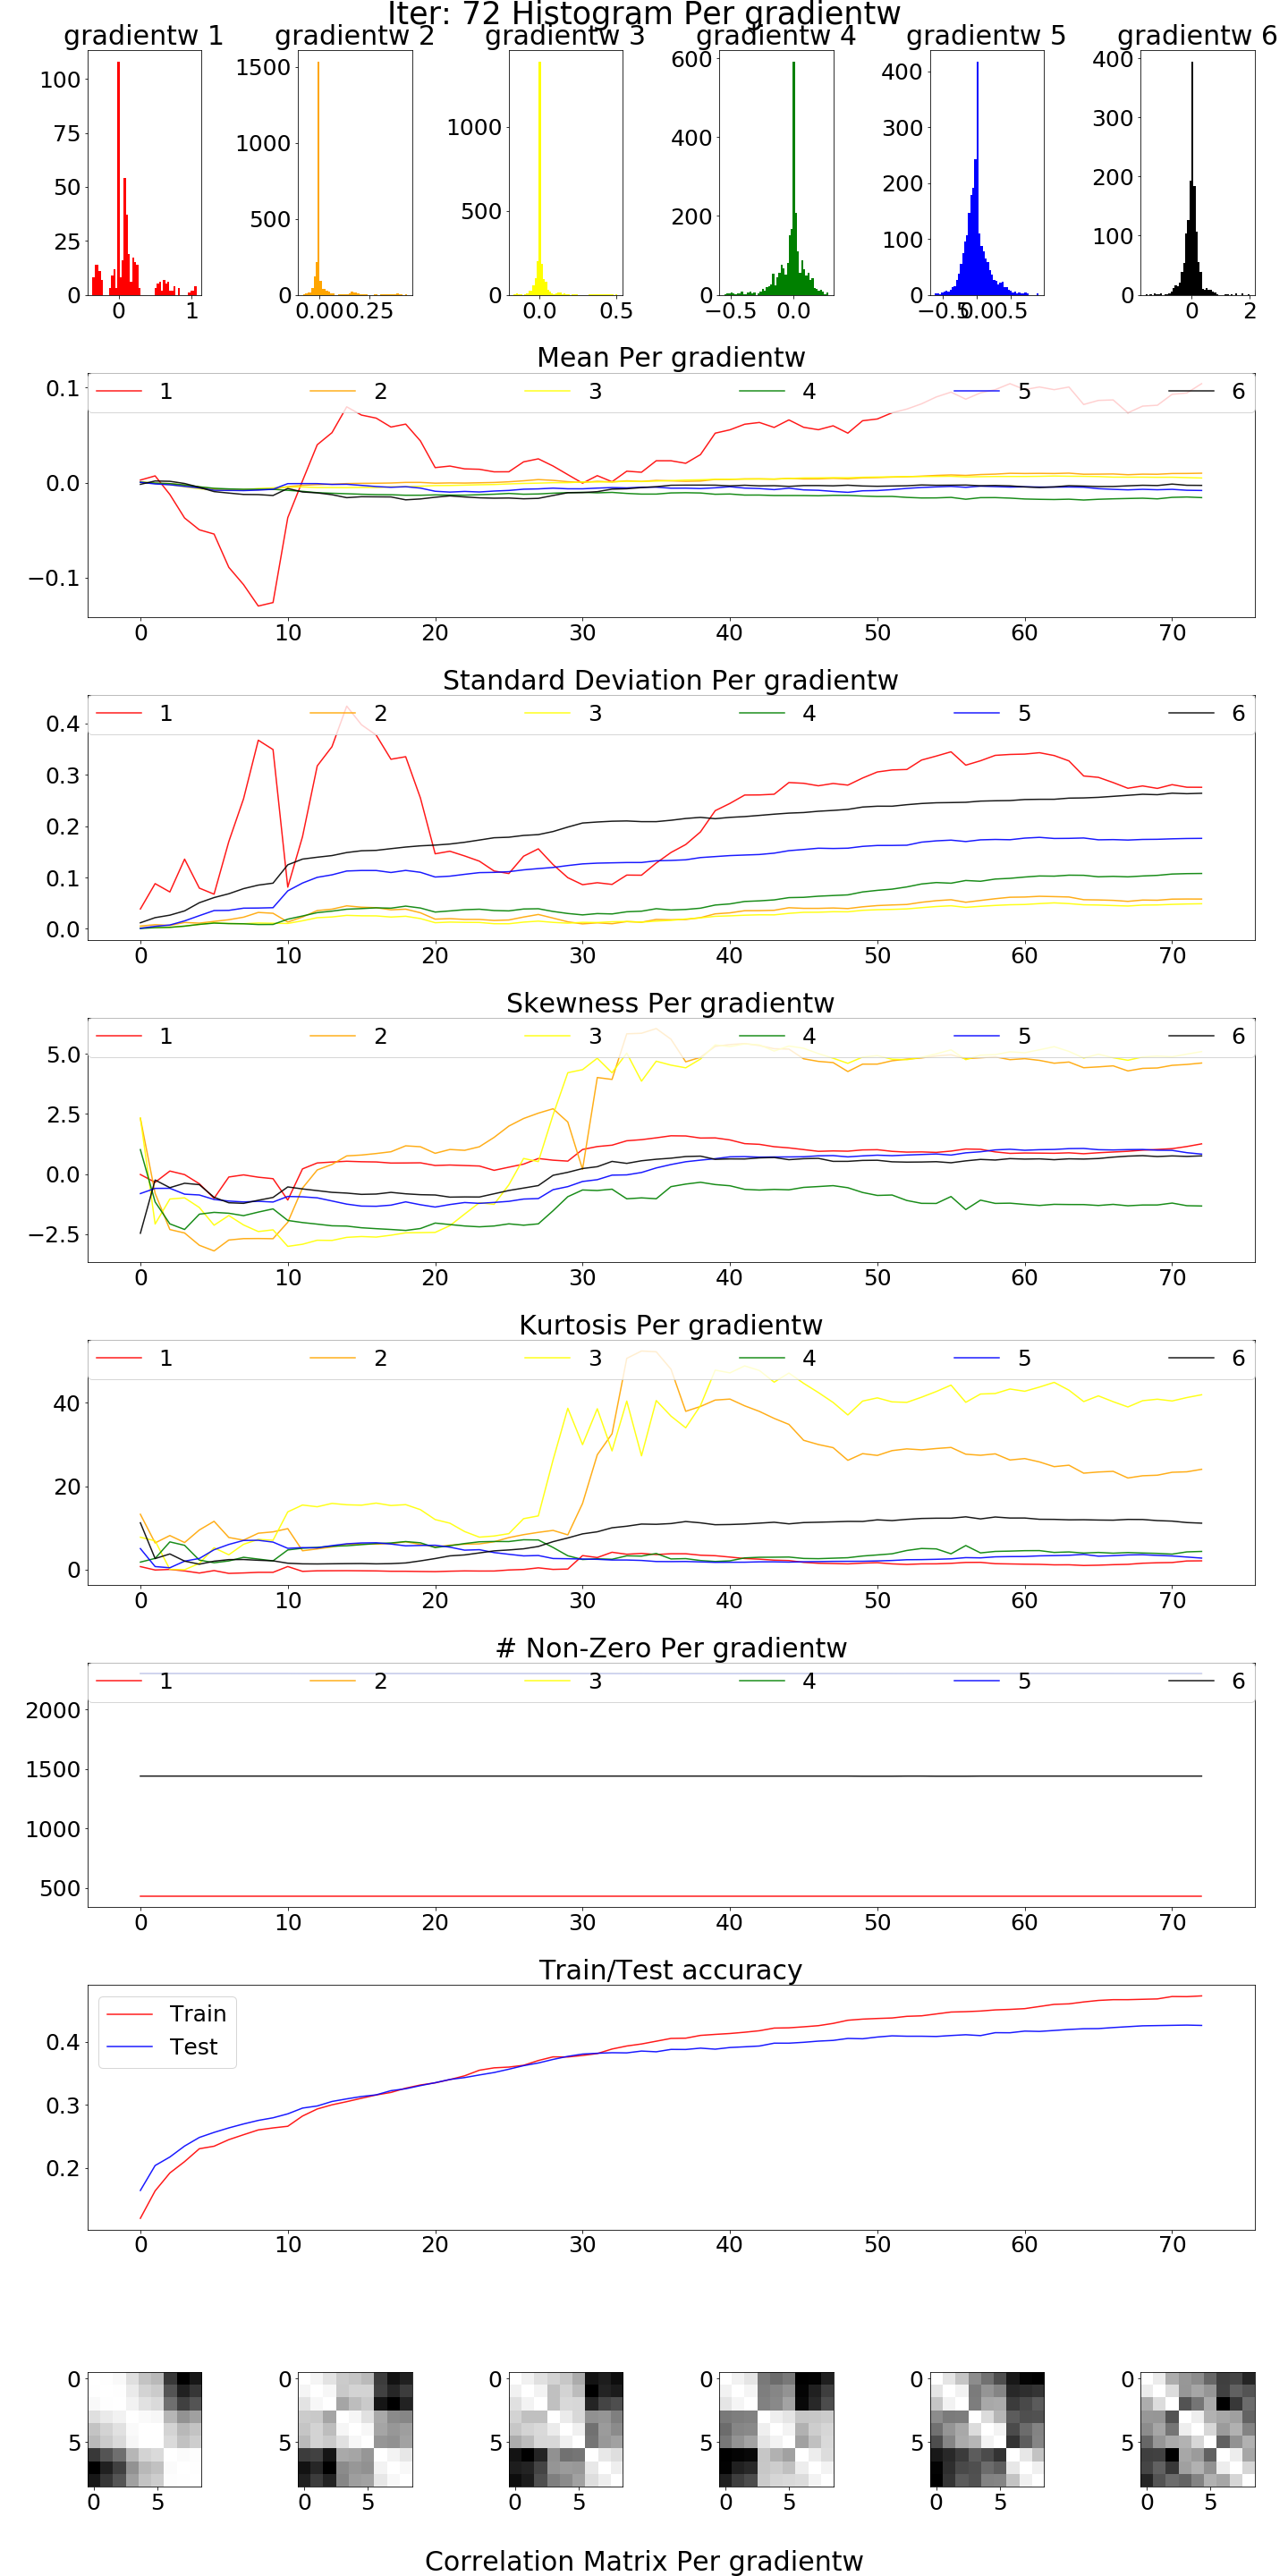 Iter: 72 Histogram Per gradientw
gradientw 1 gradientw 2 gradientw 3 gradientw 4 gradientw 5 gradientw 6
100 75 50 25 0
1500 1000 500 0
1000 500 0
600 400 200 0
400 300 200 100 0
400 300 200 100 0
0 1 0.00 0.25 0.0 0.5 −0.5 0.0 −0.5 0.0 0.5 0 2
Mean Per gradientw
1 2 3 4 5 6
0.1
0.0
−0.1
0 10 20 30 40 50 60 70
Standard Deviation Per gradientw
1 2 3 4 5 6
0.4
0.3
0.2
0.1
0.0
0 10 20 30 40 50 60 70
Skewness Per gradientw
1 2 3 4 5 6
5.0
2.5
0.0
−2.5
0 10 20 30 40 50 60 70
Kurtosis Per gradientw
1 2 3 4 5 6
40
20
0
0 10 20 30 40 50 60 70
# Non-Zero Per gradientw
1 2 3 4 5 6
2000
1500
1000
500
0 10 20 30 40 50 60 70
Train/Test accuracy
Train
Test
0.4
0.3
0.2
0 10 20 30 40 50 60 70
0 0 0 0 0 0
5 5 5 5 5 5
0 5 0 5 0 5 0 5 0 5 0 5
Correlation Matrix Per gradientw